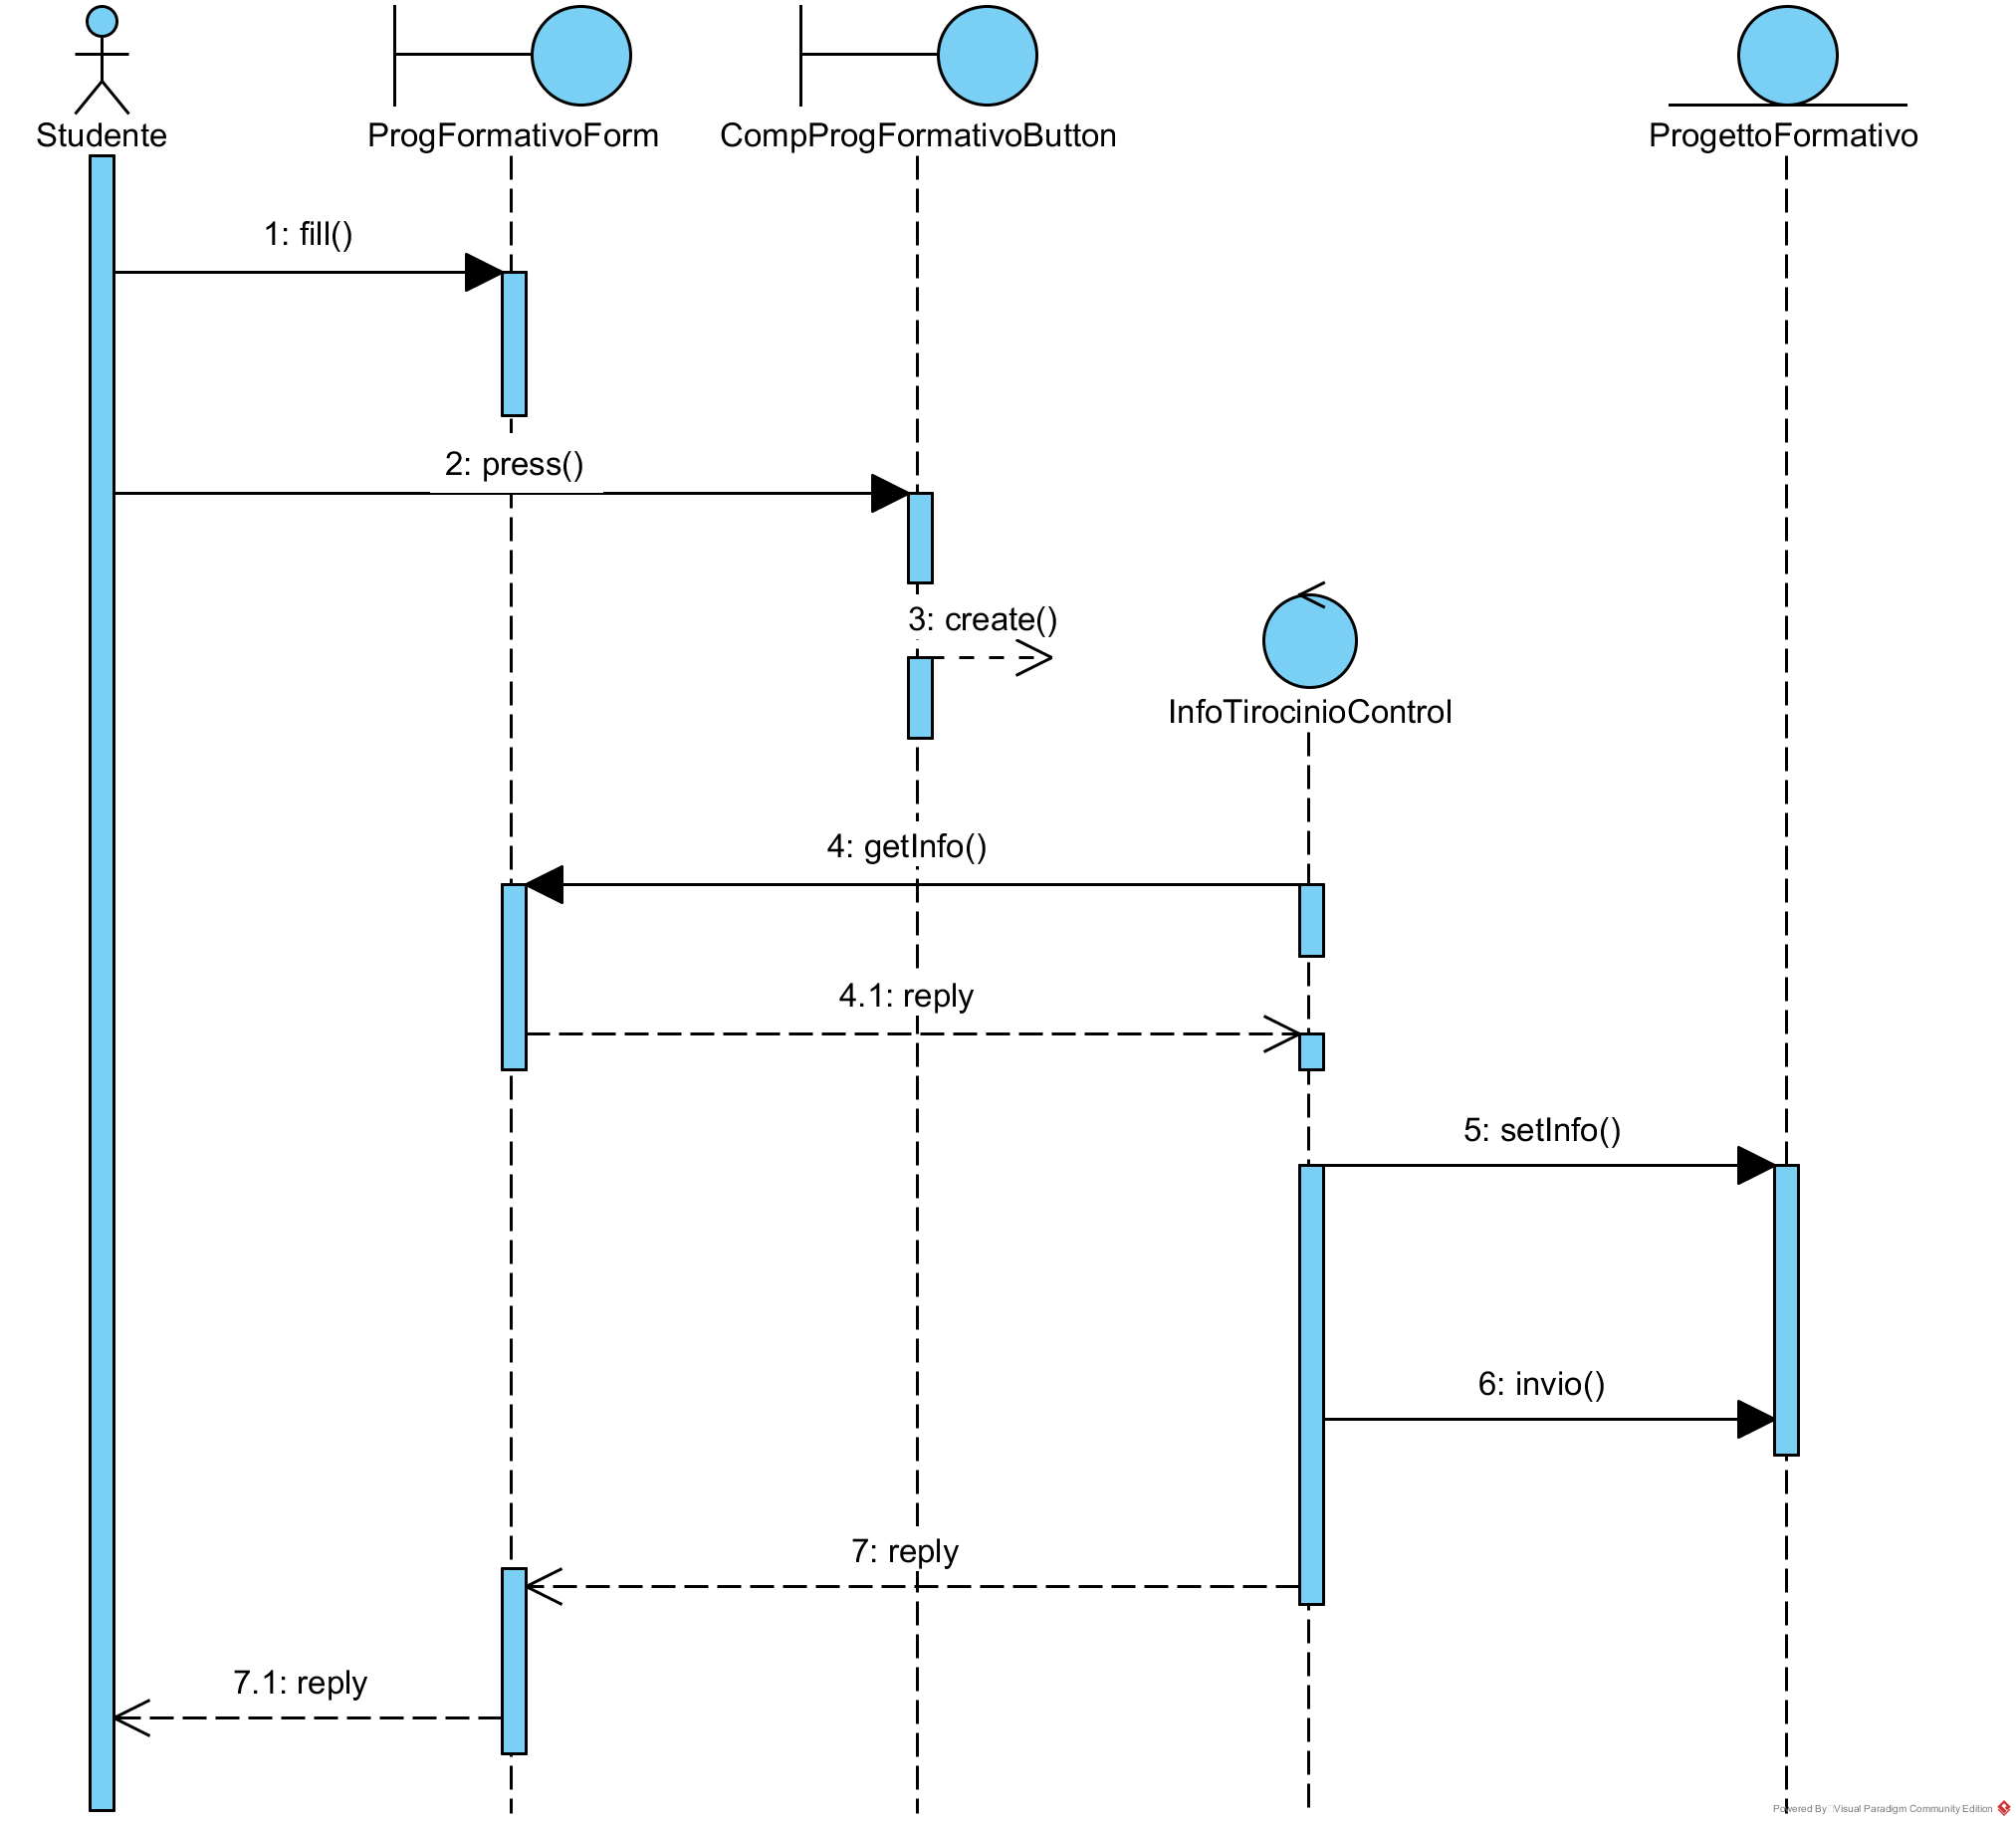 Studente
ProgFormativoForm
CompProgFormativoButton
ProgettoFormativo
1: fill()
2: press()
3: create()
InfoTirocinioControl
4: getInfo()
4.1: reply
5: setInfo()
6: invio()
7: reply
7.1: reply
Powered By Visual Paradigm Community Edition